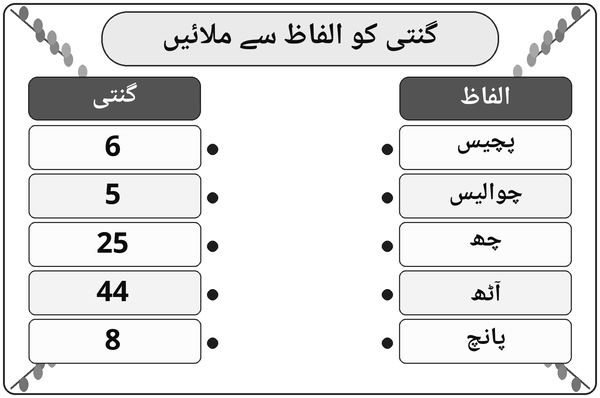 گنتی کو الفاظ سے ملائیں
الفاظ
گنتی
پچیس
6
چوالیس
5
چھ
25
آٹھ
44
پانچ
8